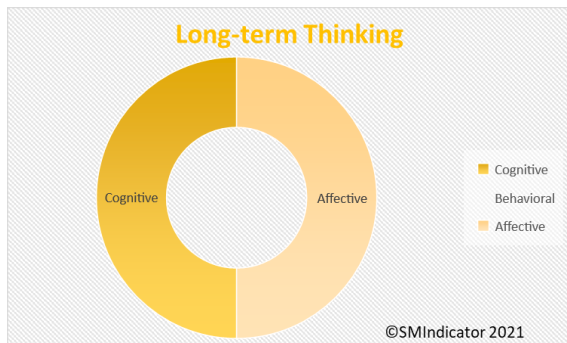 Long-term Thinking
Cognitive
Affective
Cognitive
Behavioral
Affective
©SMIndicator 2021